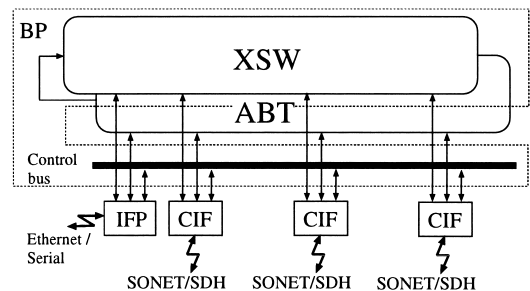 BP
XSW
ABT
Control
bus
IFP
CIF
CIF
CIF
Ethernet /
Serial
SONET/SDH
SONET/SDH
SONET/SDH